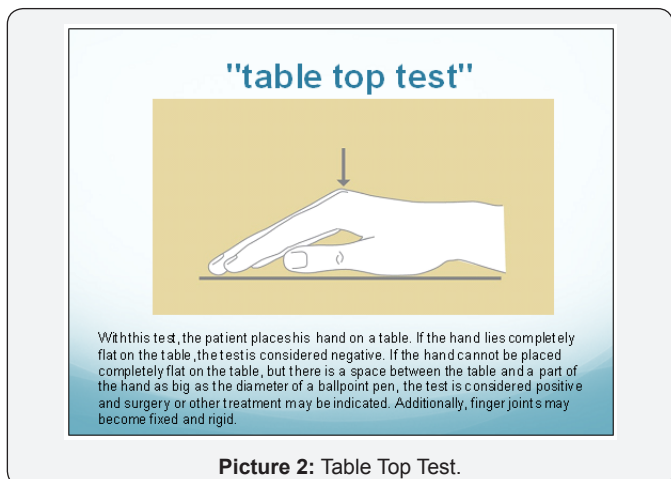 "table top test"
With this test, the patient places his hand on a table. If the hand lies completely
flat on the table, the test is considered negative. If the hand cannot be placed
completely flat on the table, but there is a space between the table and a part of
the hand as big as the diameter of a ballpoint pen, the test is considered positive
and surgery or other treatment may be indicated. Additionally, finger joints may
become fixed and rigid.
Picture 2: Table Top Test.